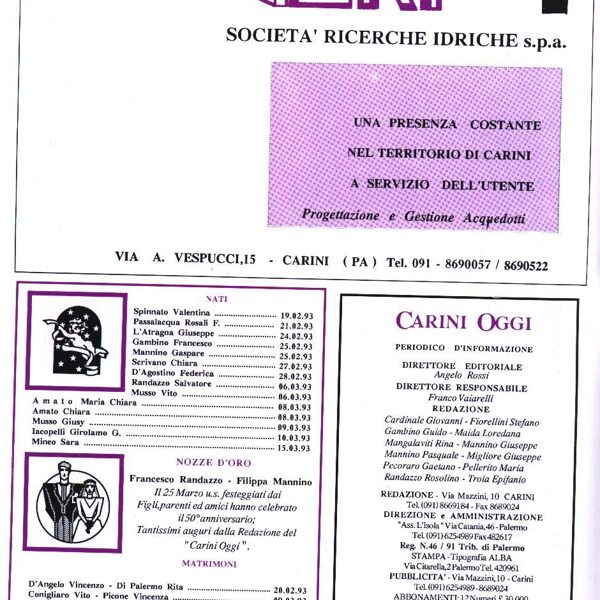 SOCIETA' RICERCHE IDRICHE s.p.a.
UNA PRESENZA COSTANTE
NEL TERRITORIO DI CARINI
A SERVIZIO DELL'UTENTE
Progettazione e Gestione Acquedotti
VIA A. VESPUCCI,15 - CARINI (PA) Tel. 091 - 8690057 / 8690522
NATI
Spinnato Valentina 19.02.93
Passalacqua Rosali F. 21.02.93
L'Atragna Giuseppe 24.02.93
Gambino Francesco 25.02.93
Mannino Gaspare 25.02.93
Scrivano Chiara 27.02.93
D'Agostino Federica 28.02.93
Randazzo Salvatore 06.03.93
Musso Vito 06.03.93
Amato Maria Chiara 08.03.93
Amato Chiara 08.03.93
Musso Giusy 09.03.93
Iacopelli Girolamo G. 10.03.93
Mineo Sara 15.03.93
NOZZE D'ORO
Francesco Randazzo - Filippa Mannino
Il 25 Marzo u.s. festeggiati dai
Figli,parenti ed amici hanno celebrato
il 50°anniversario;
Tantissimi auguri dalla Redazione del
"Carini Oggi".
MATRIMONI
D'Angelo Vincenzo - Di Palermo Rita 20.02.93
Conigliaro Vito - Picone Vincenza
CARINI OGGI
PERIODICO D'INFORMAZIONE
DIRETTORE EDITORIALE
Angelo Rossi
DIRETTORE RESPONSABILE
Franco Vaiarelli
REDAZIONE
Cardinale Giovanni - Fiorellini Stefano
Gambino Guido - Maida Loredana
Mangalaviti Rina - Mannino Giuseppe
Mannino Pasquale - Migliore Giuseppe
Pecoraro Gaetano - Pellerito Maria
Randazzo Rosolino - Troia Epifanio
REDAZIONE - Via Mazzini, 10 CARINI
Tel. (091) 8669184 - Fax 8689024
DIREZIONE e AMMINISTRAZIONE
"Ass. L'Isola" Via Catania,46 - Palermo
Tel. (091) 6254989 Fax 482617
Reg. N.46 / 91 Trib. di Palermo
STAMPA - Tipografia ALBA
Via Citarella,2 Palermo Tel. 420961
PUBBLICITA' - Via Mazzini,10 - Carini
Tel. (091) 6254989 - 8689024
ABBONAMENTI: 12 Numeri £ 30.000